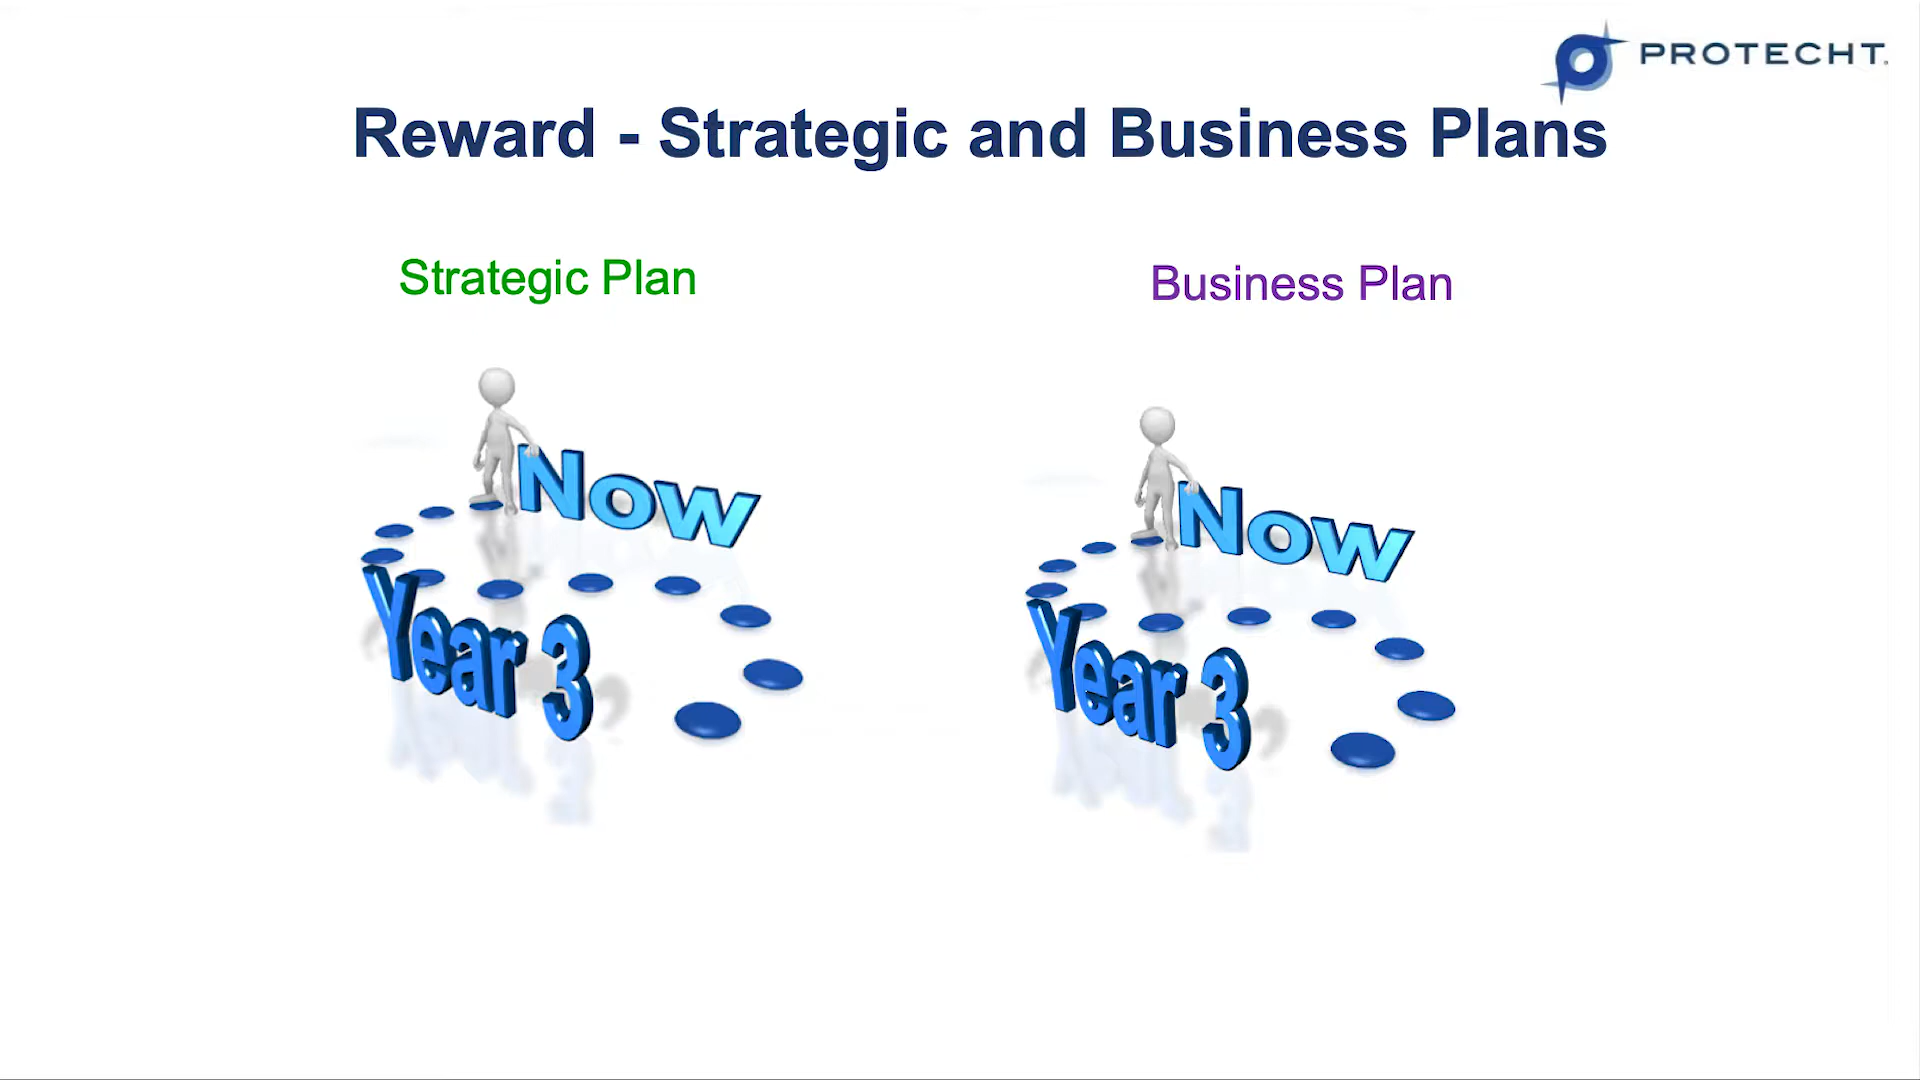 PROTECHT
Reward - Strategic and Business Plans
Strategic Plan
Business Plan
Now
Year 3
Now
Year 3